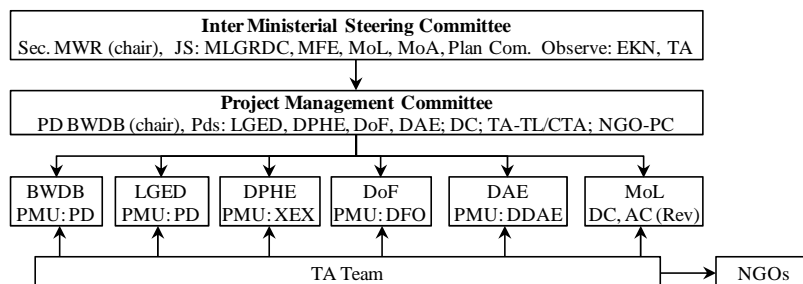 Inter Ministerial Steering Committee
Sec. MWR (chair), JS: MLGRDC, MFE, MoL, MoA, Plan Com. Observe: EKN, TA
Project Management Committee
PD BWDB (chair), Pds: LGED, DPHE, DoF, DAE; DC; TA-TL/CTA; NGO-PC
BWDB
PMU: PD
LGED
PMU: PD
DPHE
PMU: XEX
DoF
PMU: DFO
DAE
PMU: DDAE
MoL
DC, AC (Rev)
TA Team
NGOs